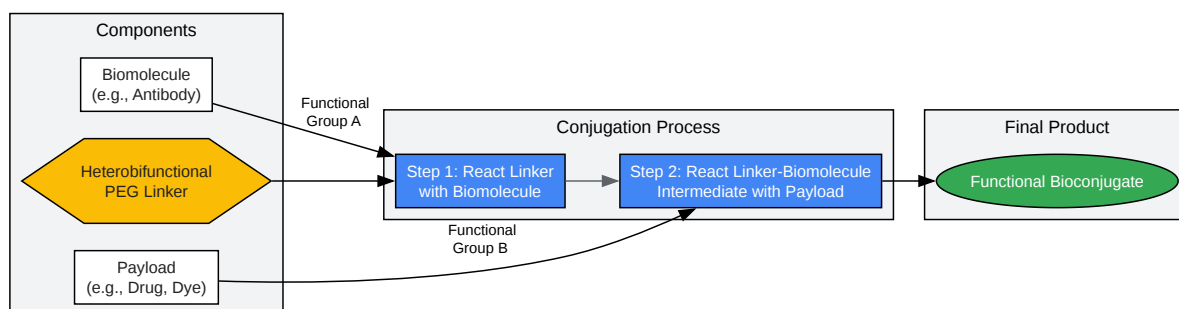 Components
Biomolecule
(e.g., Antibody)
Heterobifunctional
PEG Linker
Payload
(e.g., Drug, Dye)
Functional
Group A
Functional
Group B
Conjugation Process
Step 1: React Linker
with Biomolecule
Step 2: React Linker-Biomolecule
Intermediate with Payload
Final Product
Functional Bioconjugate